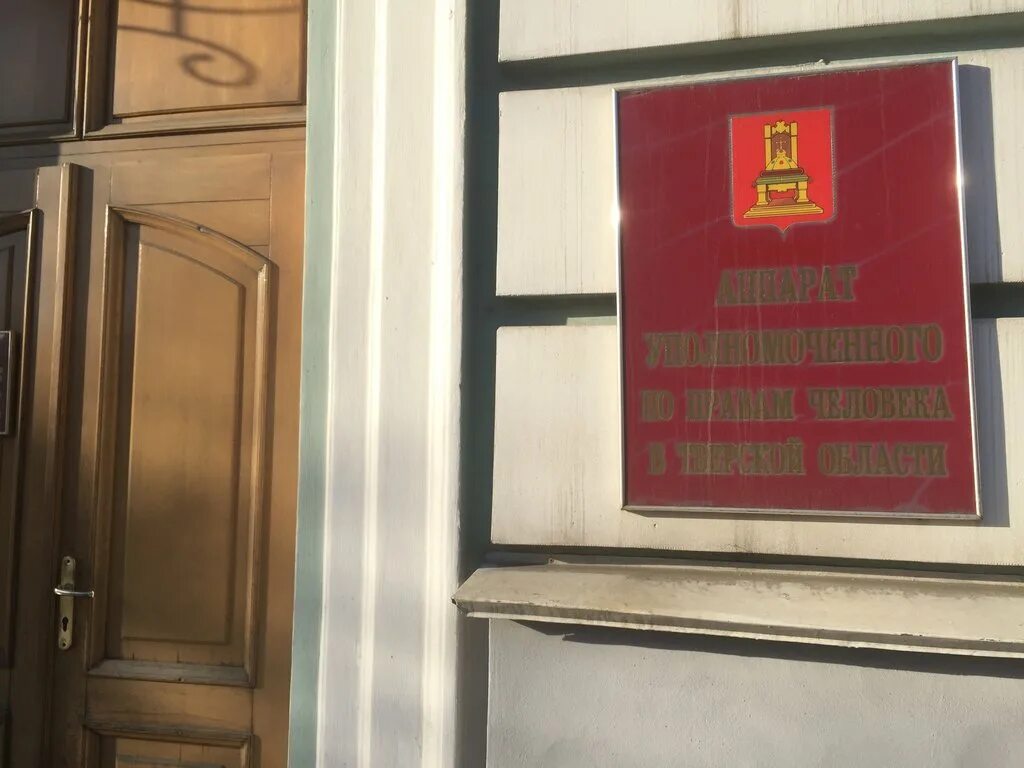 АППАРАТ
УПОЛНОМОЧЕННОГО
ПО ПРАВАМ ЧЕЛОВЕКА
В ТВЕРСКОЙ ОБЛАСТИ